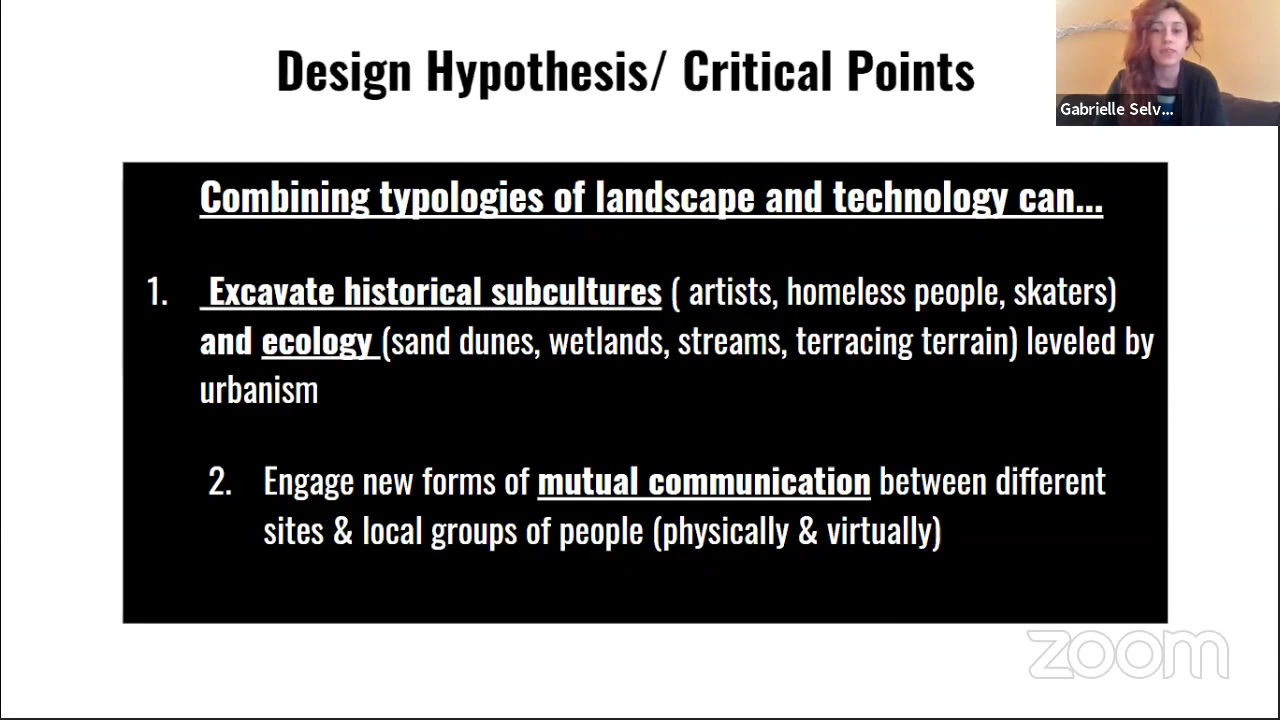 Design Hypothesis/ Critical Points
Gabrielle Selv...
Combining typologies of landscape and technology can...
1. Excavate historical subcultures ( artists, homeless people, skaters)
and ecology (sand dunes, wetlands, streams, terracing terrain) leveled by
urbanism
2. Engage new forms of mutual communication between different
sites & local groups of people (physically & virtually)
zoom